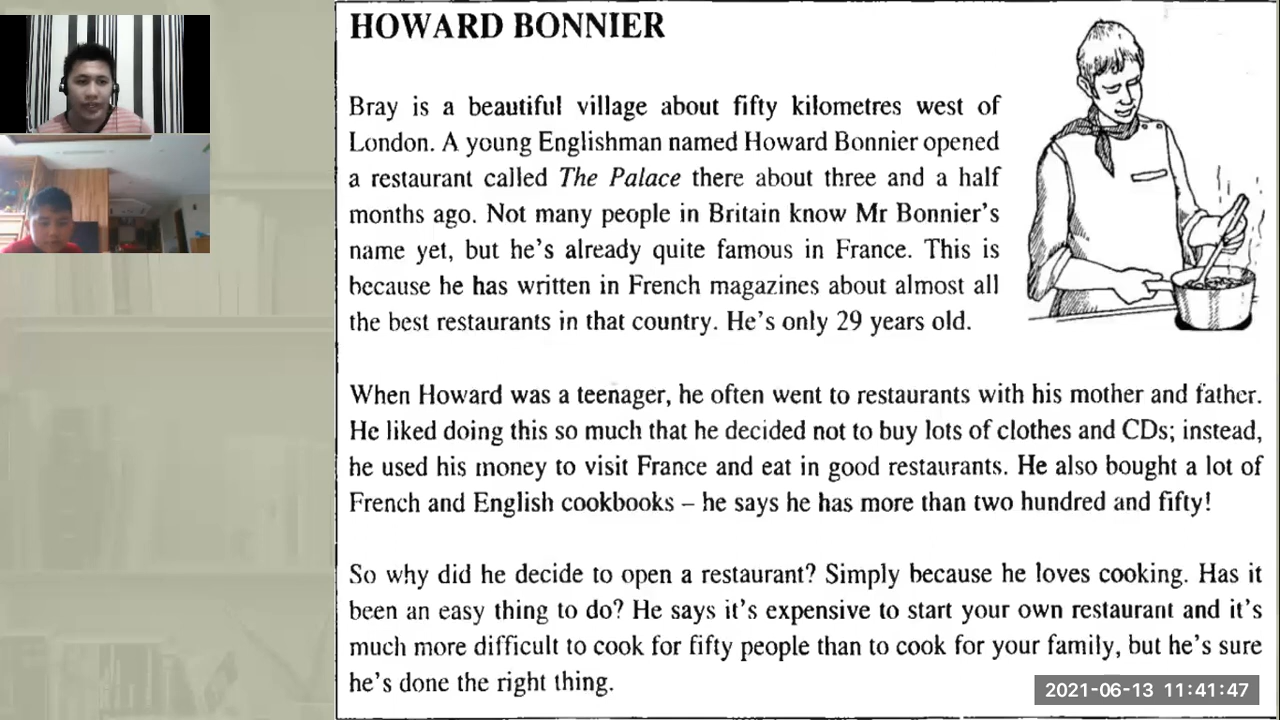 HOWARD BONNIER
Bray is a beautiful village about fifty kilometres west of
London. A young Englishman named Howard Bonnier opened
a restaurant called The Palace there about three and a half
months ago. Not many people in Britain know Mr Bonnier's
name yet, but he's already quite famous in France. This is
because he has written in French magazines about almost all
the best restaurants in that country. He's only 29 years old.
When Howard was a teenager, he often went to restaurants with his mother and father.
He liked doing this so much that he decided not to buy lots of clothes and CDs; instead,
he used his money to visit France and eat in good restaurants. He also bought a lot of
French and English cookbooks – he says he has more than two hundred and fifty!
So why did he decide to open a restaurant? Simply because he loves cooking. Has it
been an easy thing to do? He says it's expensive to start your own restaurant and it's
much more difficult to cook for fifty people than to cook for your family, but he's sure
he's done the right thing.
2021-06-13 11:41:47